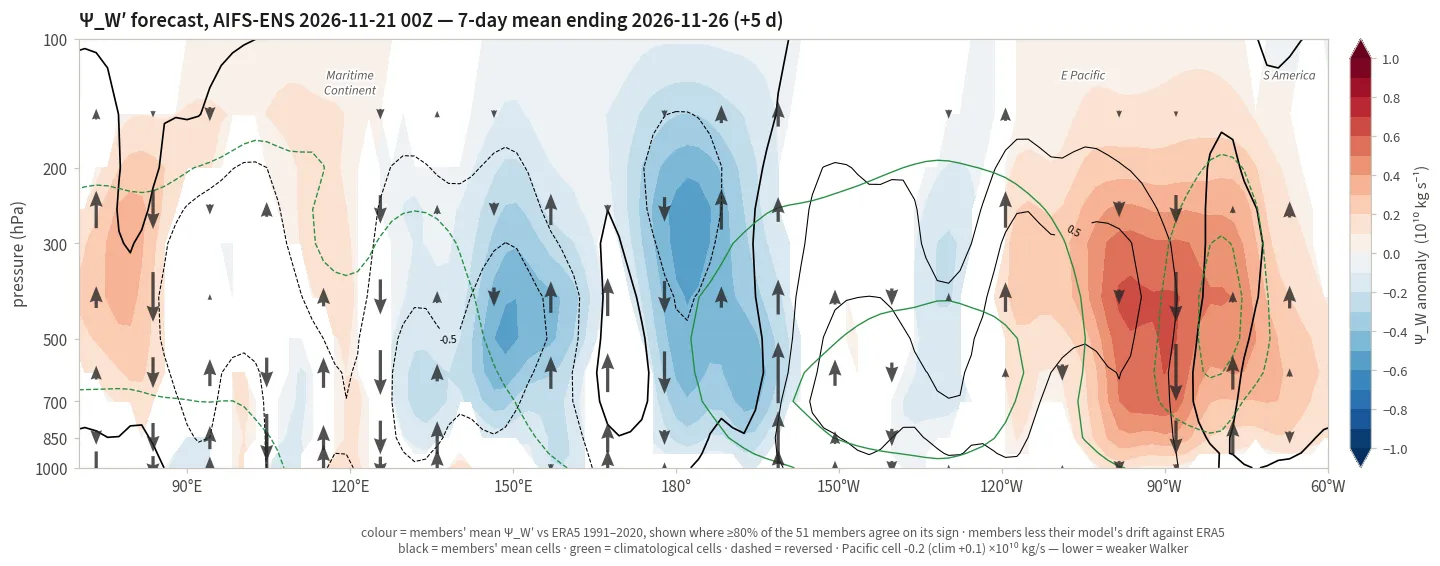 Ψ_W′ forecast, AIFS-ENS 2026-11-21 00Z — 7-day mean ending 2026-11-26 (+5 d)
100
200
300
400
500
700
850
1000
pressure (hPa)
Maritime
Continent
E Pacific
S America
-0.5
0.5
90°E
120°E
150°E
180°
150°W
120°W
90°W
60°W
1.0
0.8
0.6
0.4
0.2
0.0
−0.2
−0.4
−0.6
−0.8
−1.0
Ψ_W anomaly (10¹⁰ kg s⁻¹)
colour = members' mean Ψ_W′ vs ERA5 1991–2020, shown where ≥80% of the 51 members agree on its sign · members less their model's drift against ERA5
black = members' mean cells · green = climatological cells · dashed = reversed · Pacific cell -0.2 (clim +0.1) ×10¹⁰ kg/s — lower = weaker Walker